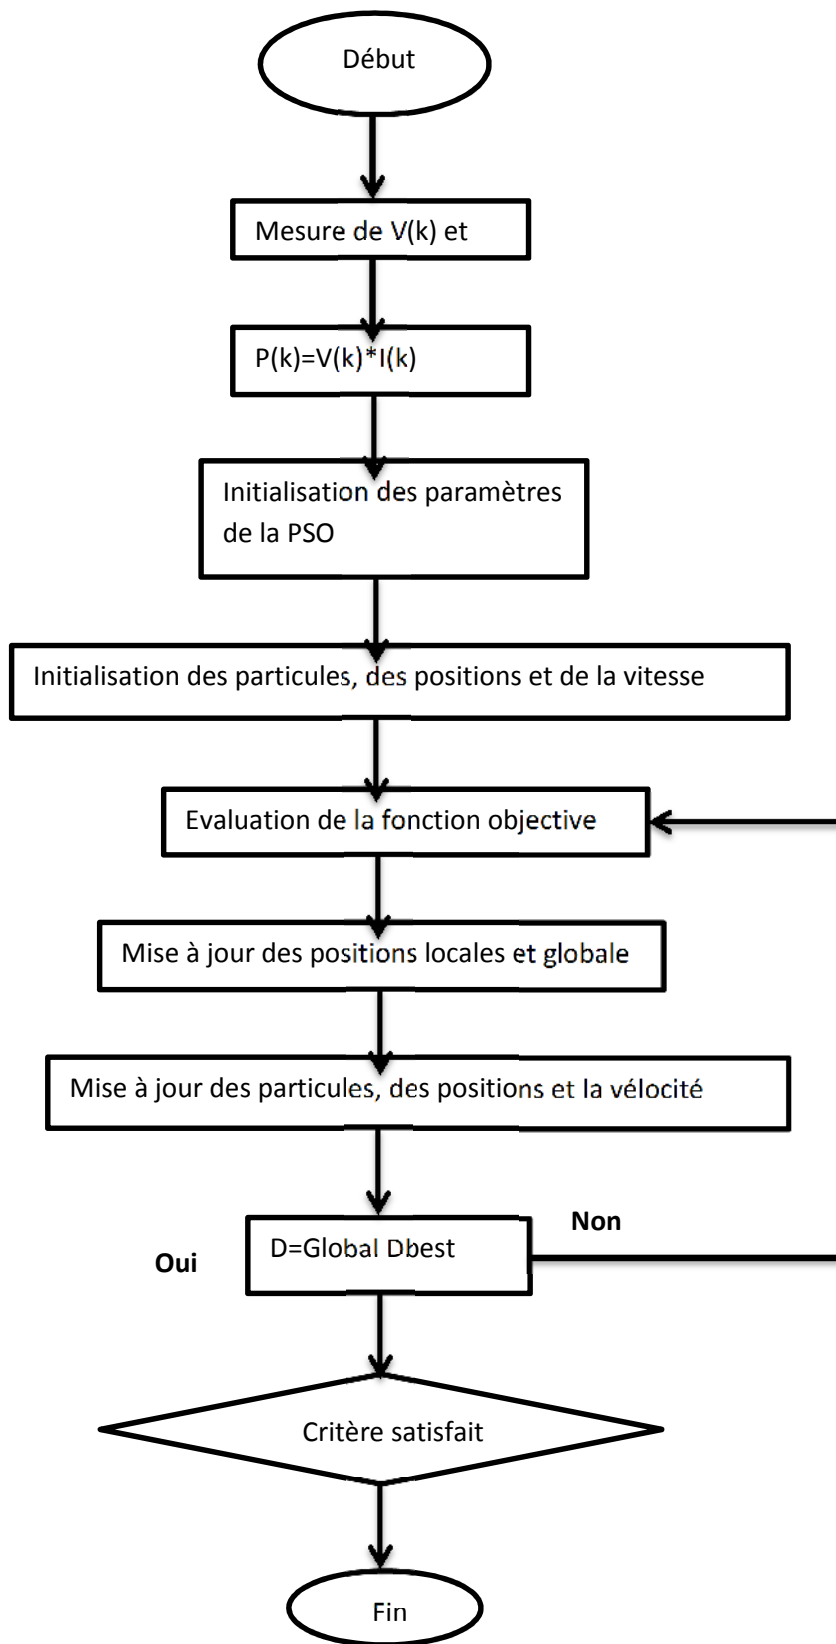 Début
Mesure de V(k) et
P(k)=V(k)*I(k)
Initialisation des paramètres
de la PSO
Initialisation des particules, des positions et de la vitesse
Evaluation de la fonction objective
Mise à jour des positions locales et globale
Mise à jour des particules, des positions et la vélocité
Non
D=Global Dbest
Oui
Critère satisfait
Fin